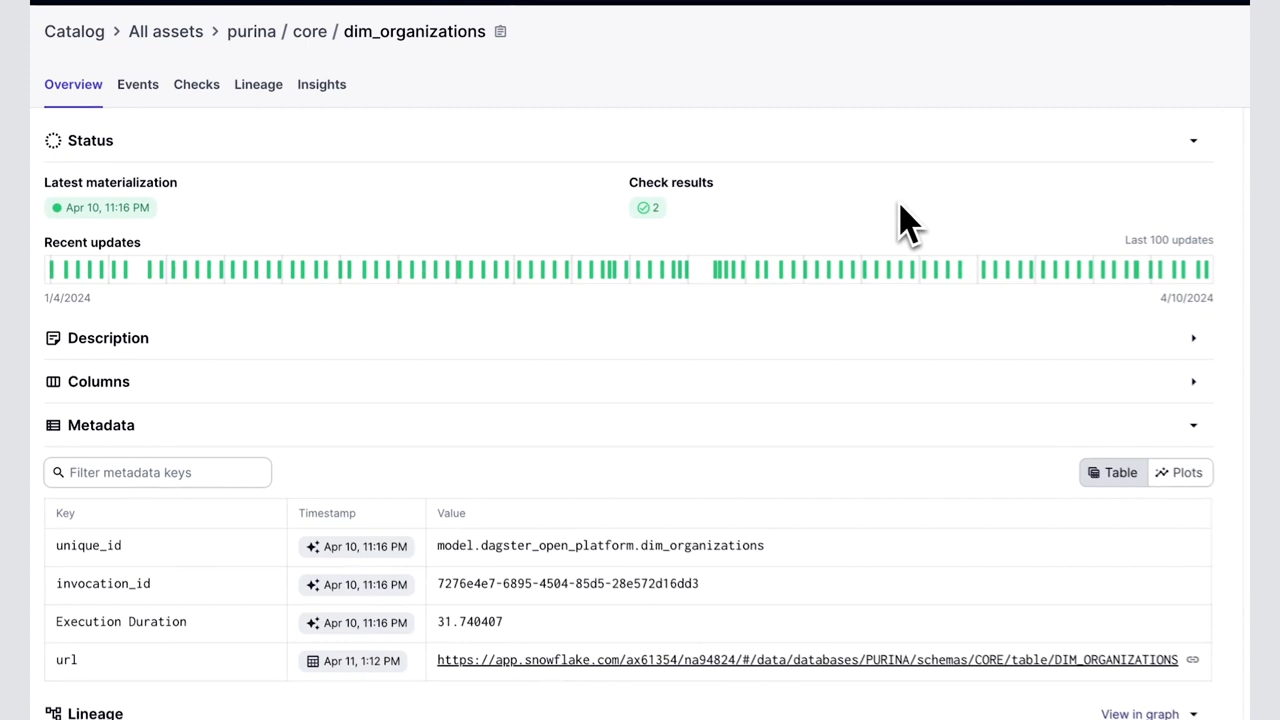 Catalog > All assets > purina / core / dim_organizations
Overview Events Checks Lineage Insights
Status
Latest materialization Check results
Apr 10, 11:16 PM 2
Recent updates Last 100 updates
1/4/2024 4/10/2024
Description
Columns
Metadata
Filter metadata keys Table Plots
Key Timestamp Value
unique_id Apr 10, 11:16 PM model.dagster_open_platform.dim_organizations
invocation_id Apr 10, 11:16 PM 7276e4e7-6895-4504-85d5-28e572d16dd3
Execution Duration Apr 10, 11:16 PM 31.740407
url Apr 11, 1:12 PM https://app.snowflake.com/ax61354/na94824/#/data/databases/PURINA/schemas/CORE/table/DIM_ORGANIZATIONS
Lineage View in graph